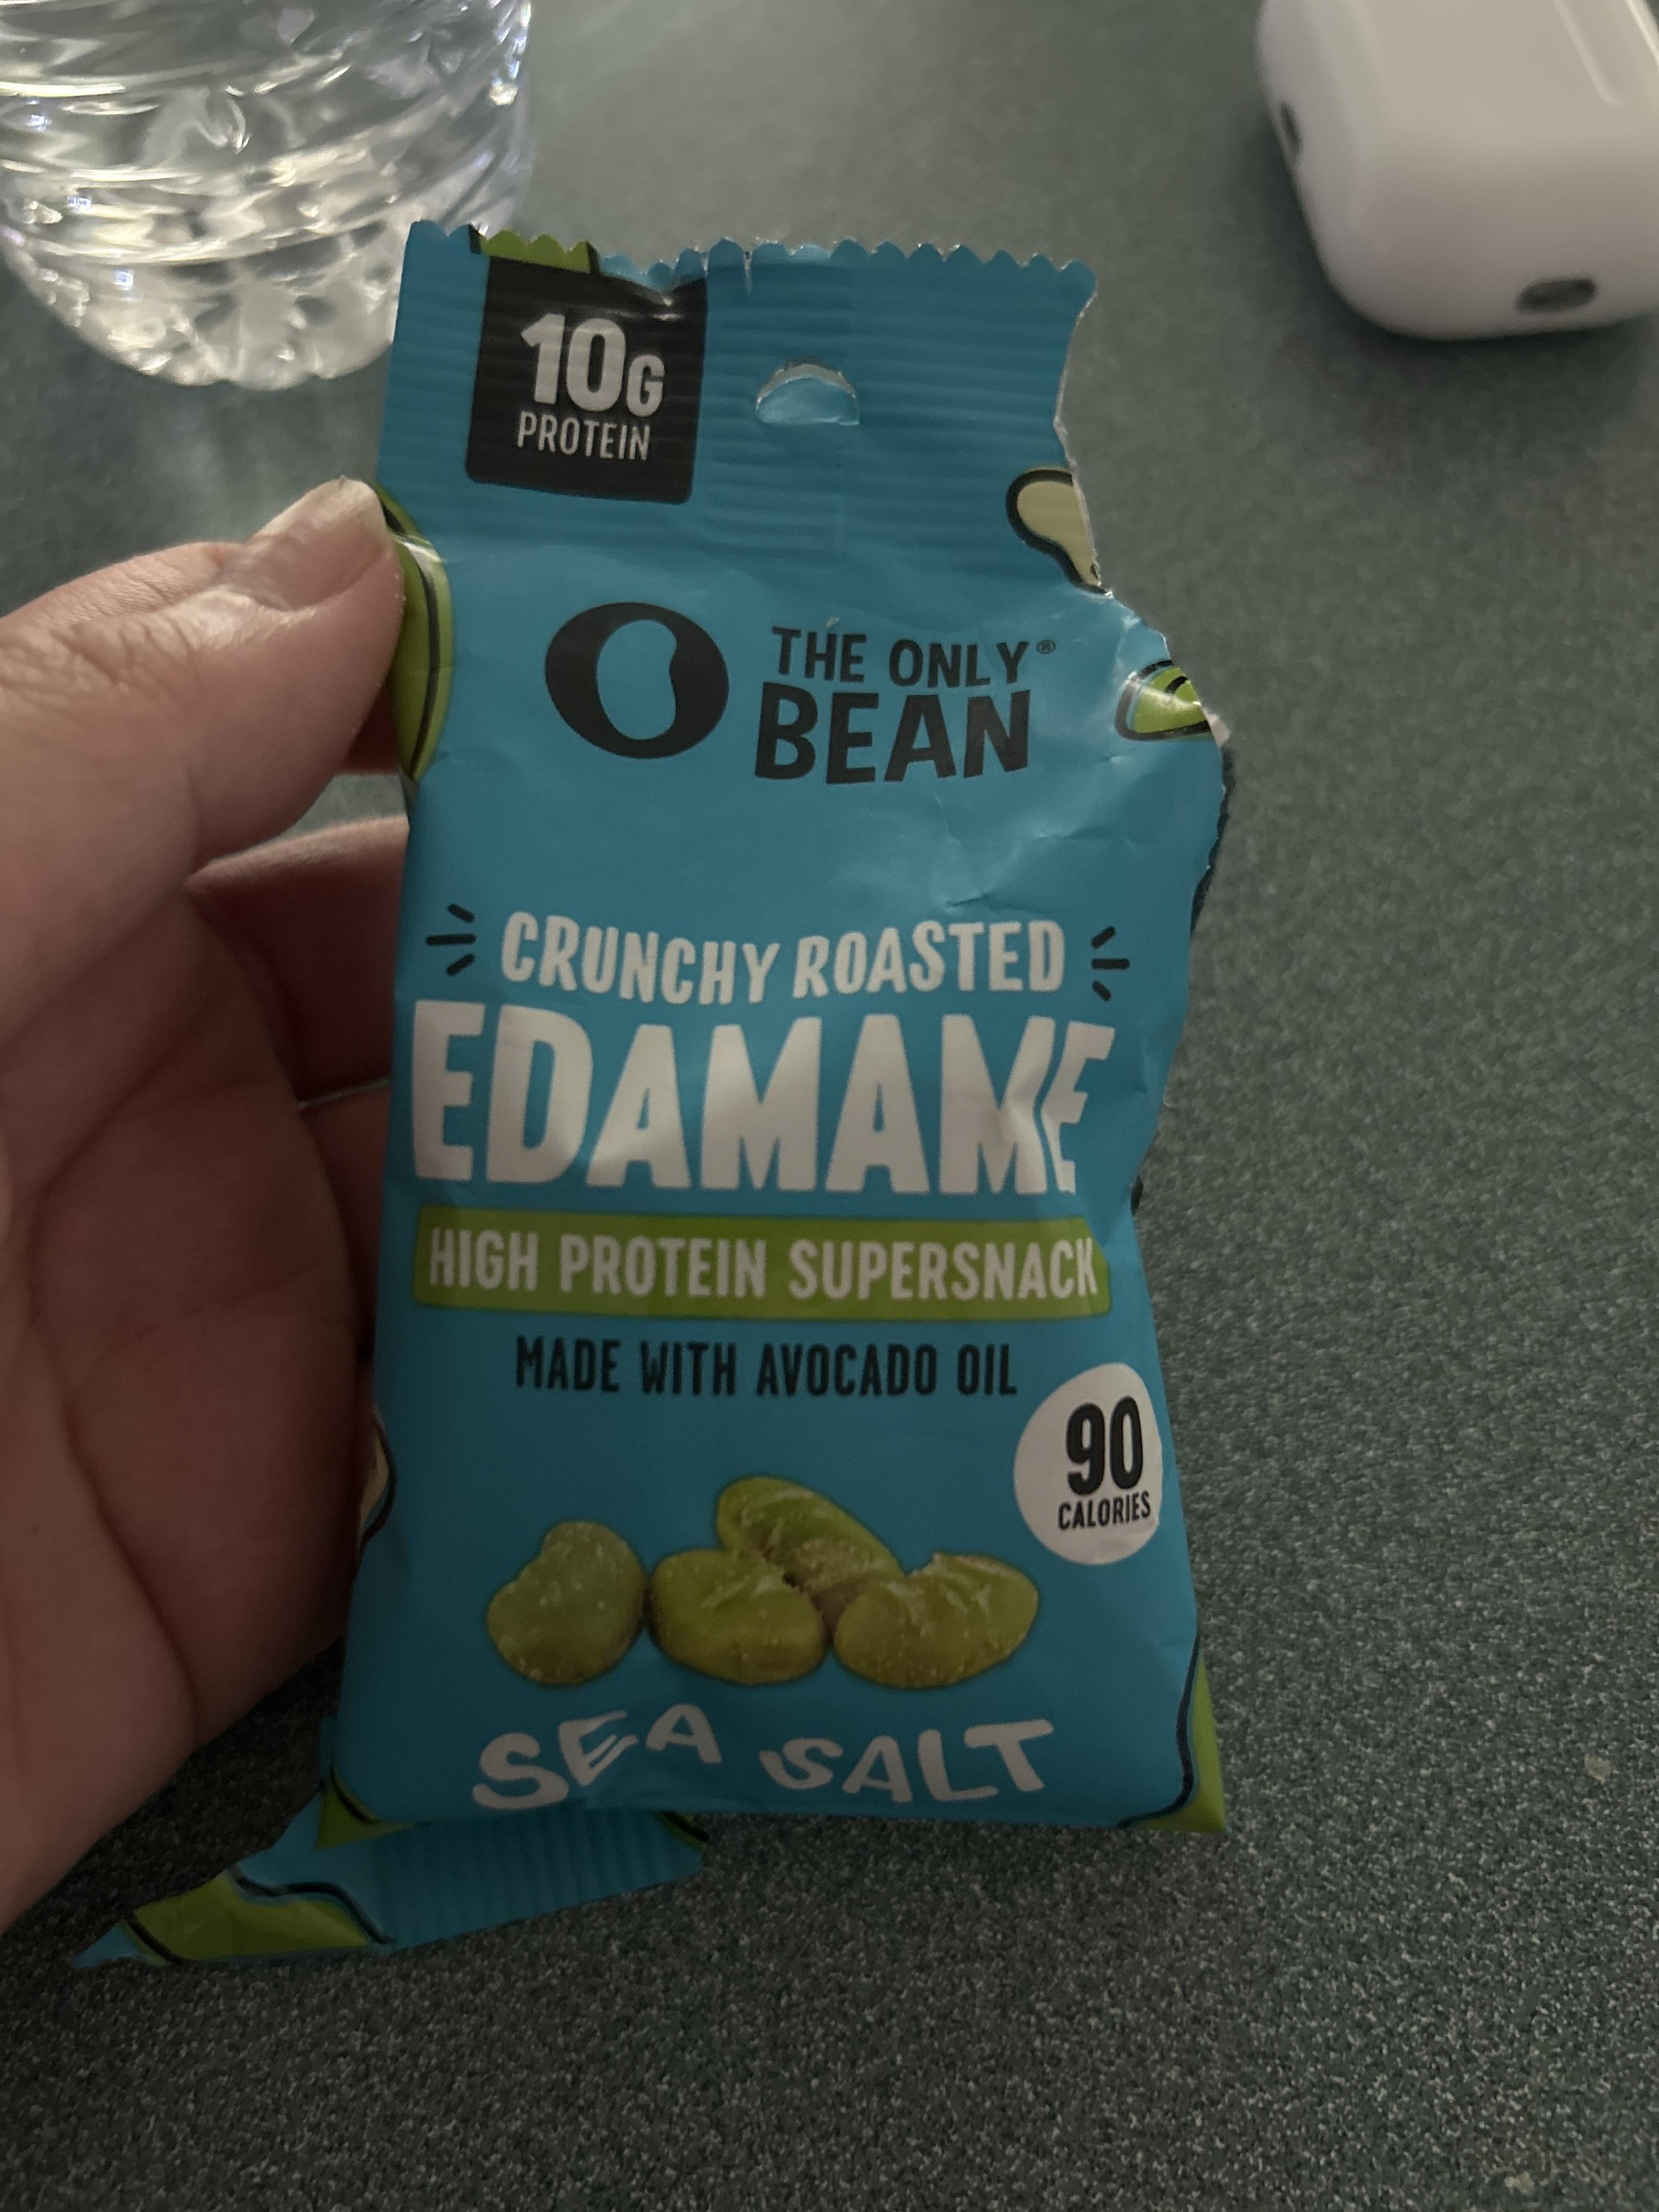 10G
PROTEIN
THE ONLY®
BEAN
CRUNCHY ROASTED
EDAMAME
HIGH PROTEIN SUPERSNACK
MADE WITH AVOCADO OIL
90
CALORIES
SEA SALT